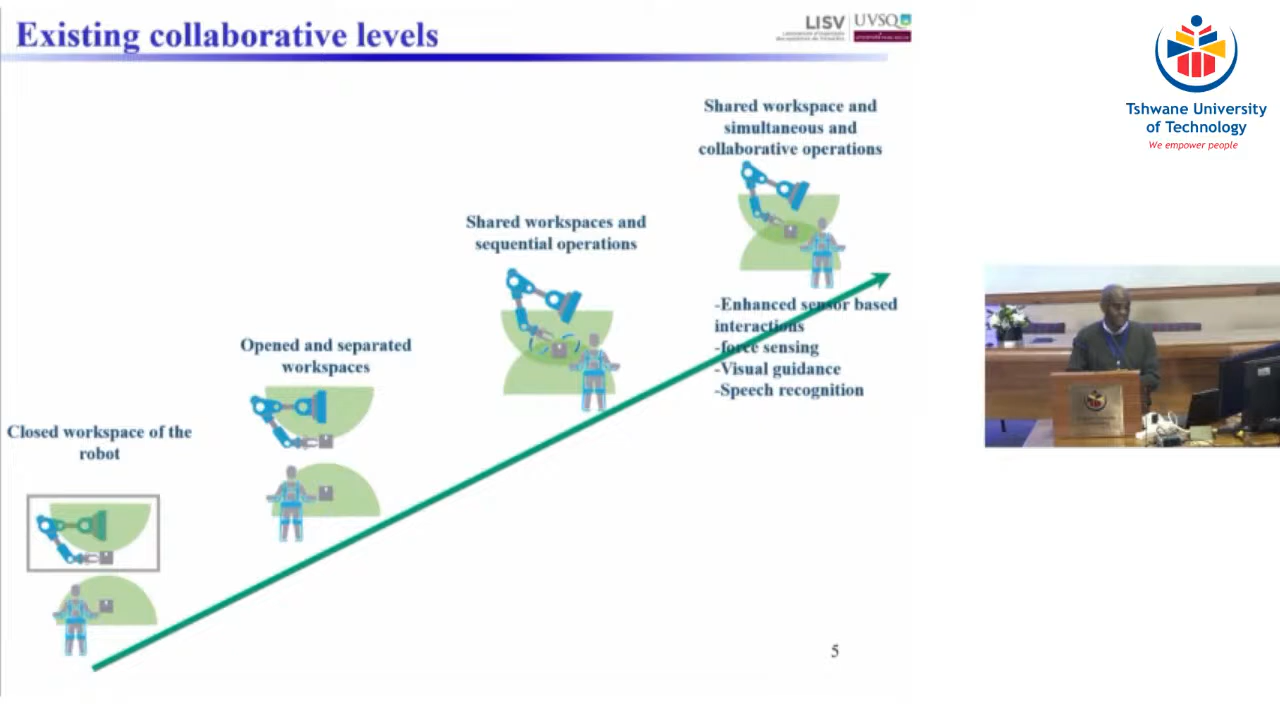 Existing collaborative levels
LISV
UVSQ
Tshwane University
of Technology
We empower people
Shared workspace and
simultaneous and
collaborative operations
Shared workspaces and
sequential operations
-Enhanced sensor based
interactions
-force sensing
-Visual guidance
-Speech recognition
Opened and separated
workspaces
Closed workspace of the
robot
5